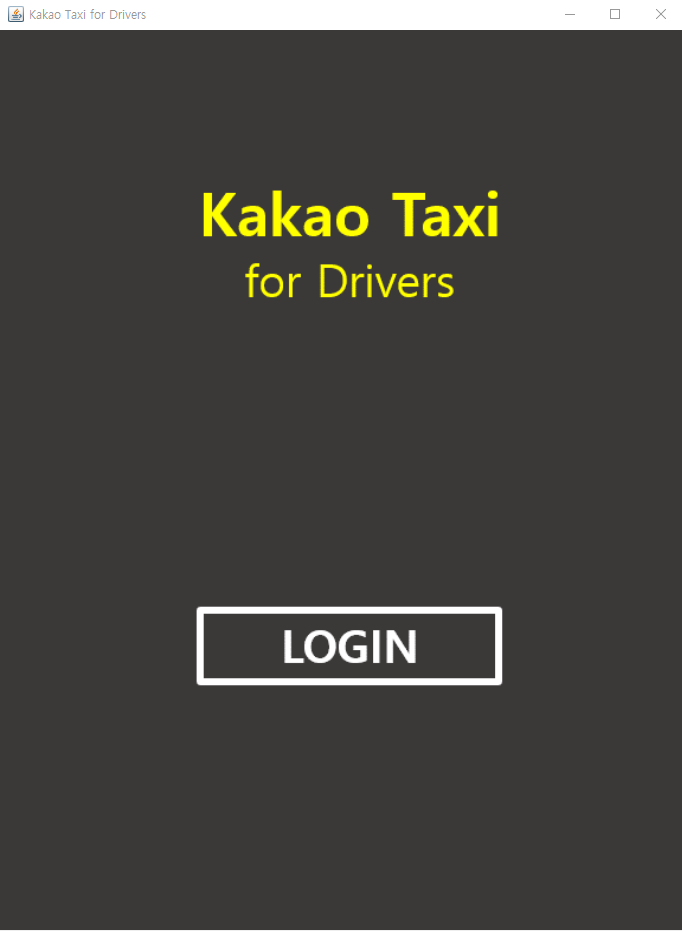 Kakao Taxi for Drivers
Kakao Taxi
for Drivers
LOGIN